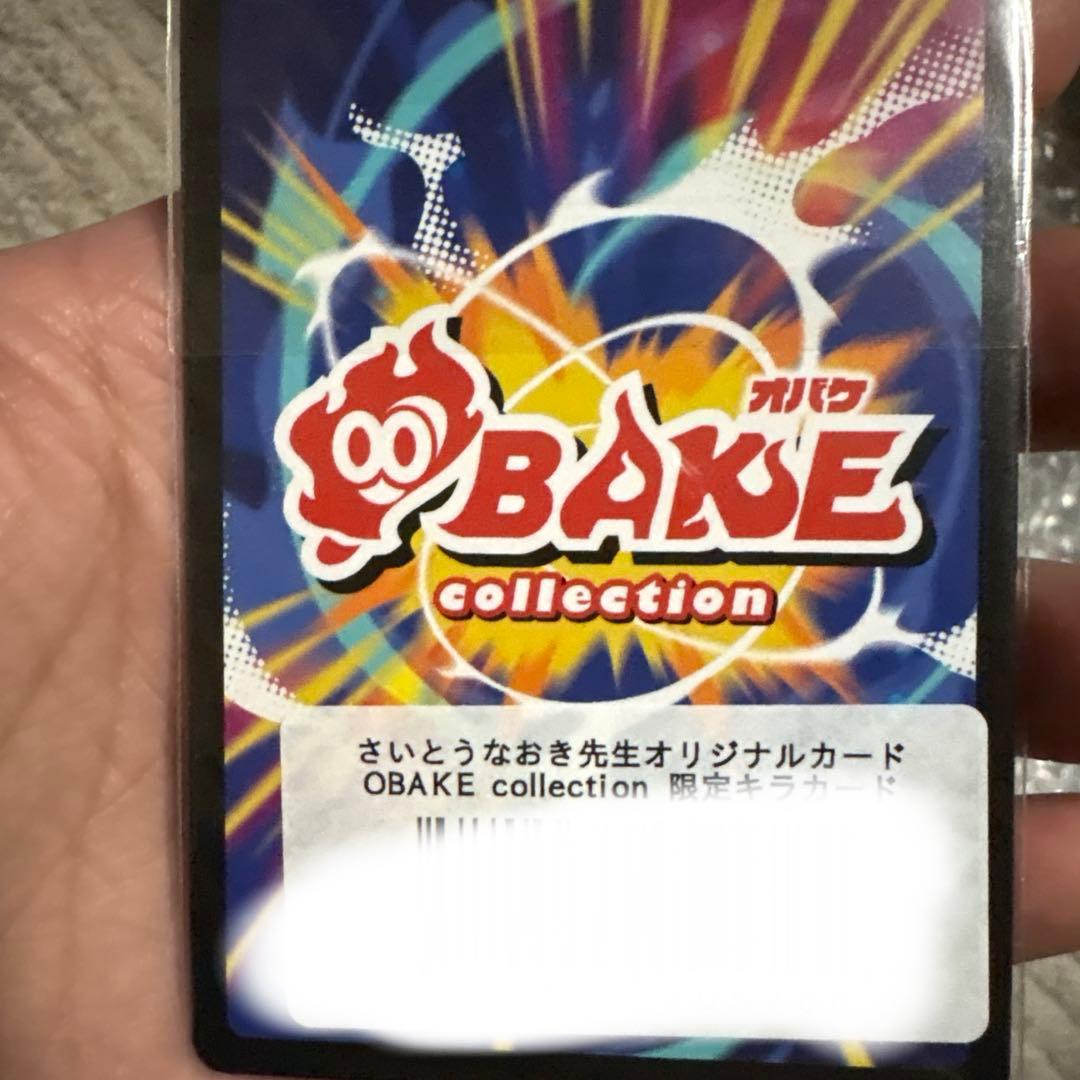 オバケ
OBAKE
collection
さいとうなおき先生オリジナルカード
OBAKE collection 限定キラカード